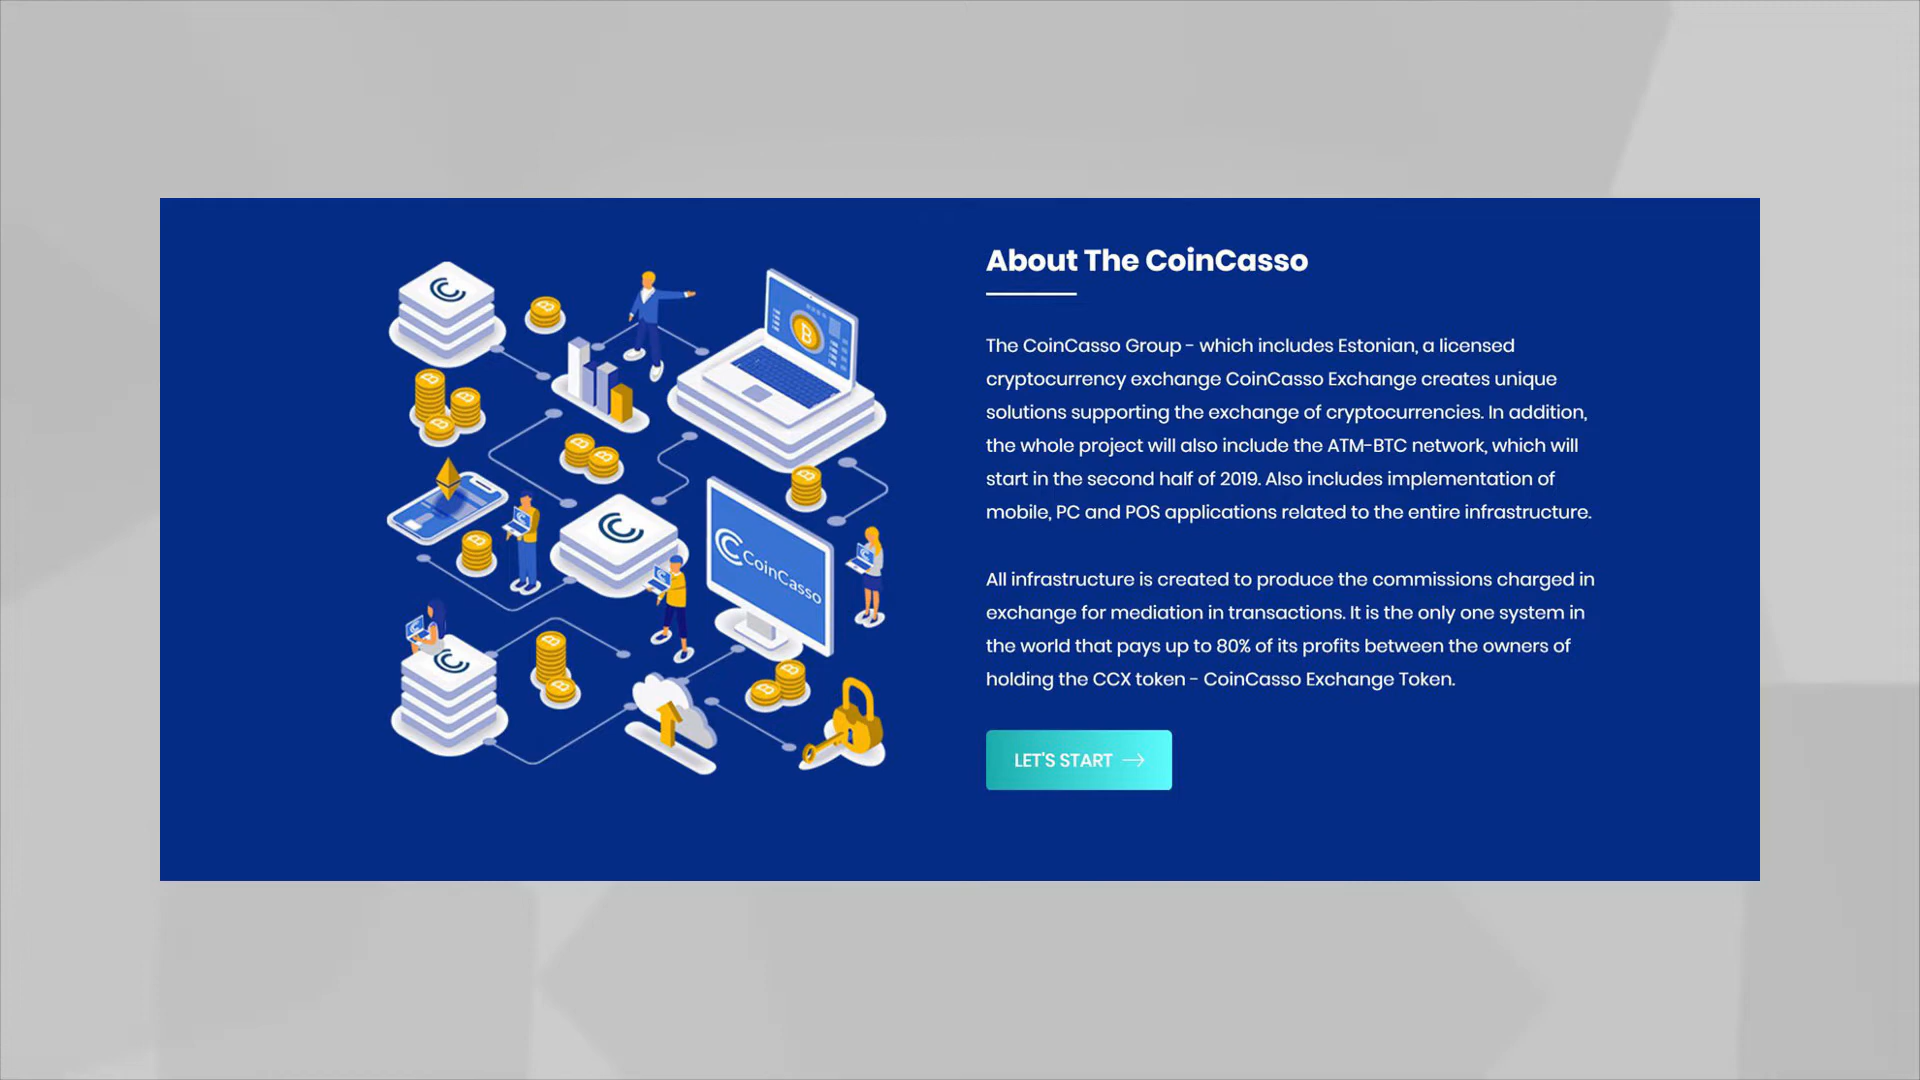 About The CoinCasso
The CoinCasso Group - which includes Estonian, a licensed
cryptocurrency exchange CoinCasso Exchange creates unique
solutions supporting the exchange of cryptocurrencies. In addition,
the whole project will also include the ATM-BTC network, which will
start in the second half of 2019. Also includes implementation of
mobile, PC and POS applications related to the entire infrastructure.
All infrastructure is created to produce the commissions charged in
exchange for mediation in transactions. It is the only one system in
the world that pays up to 80% of its profits between the owners of
holding the CCX token - CoinCasso Exchange Token.
LET'S START
CoinCasso